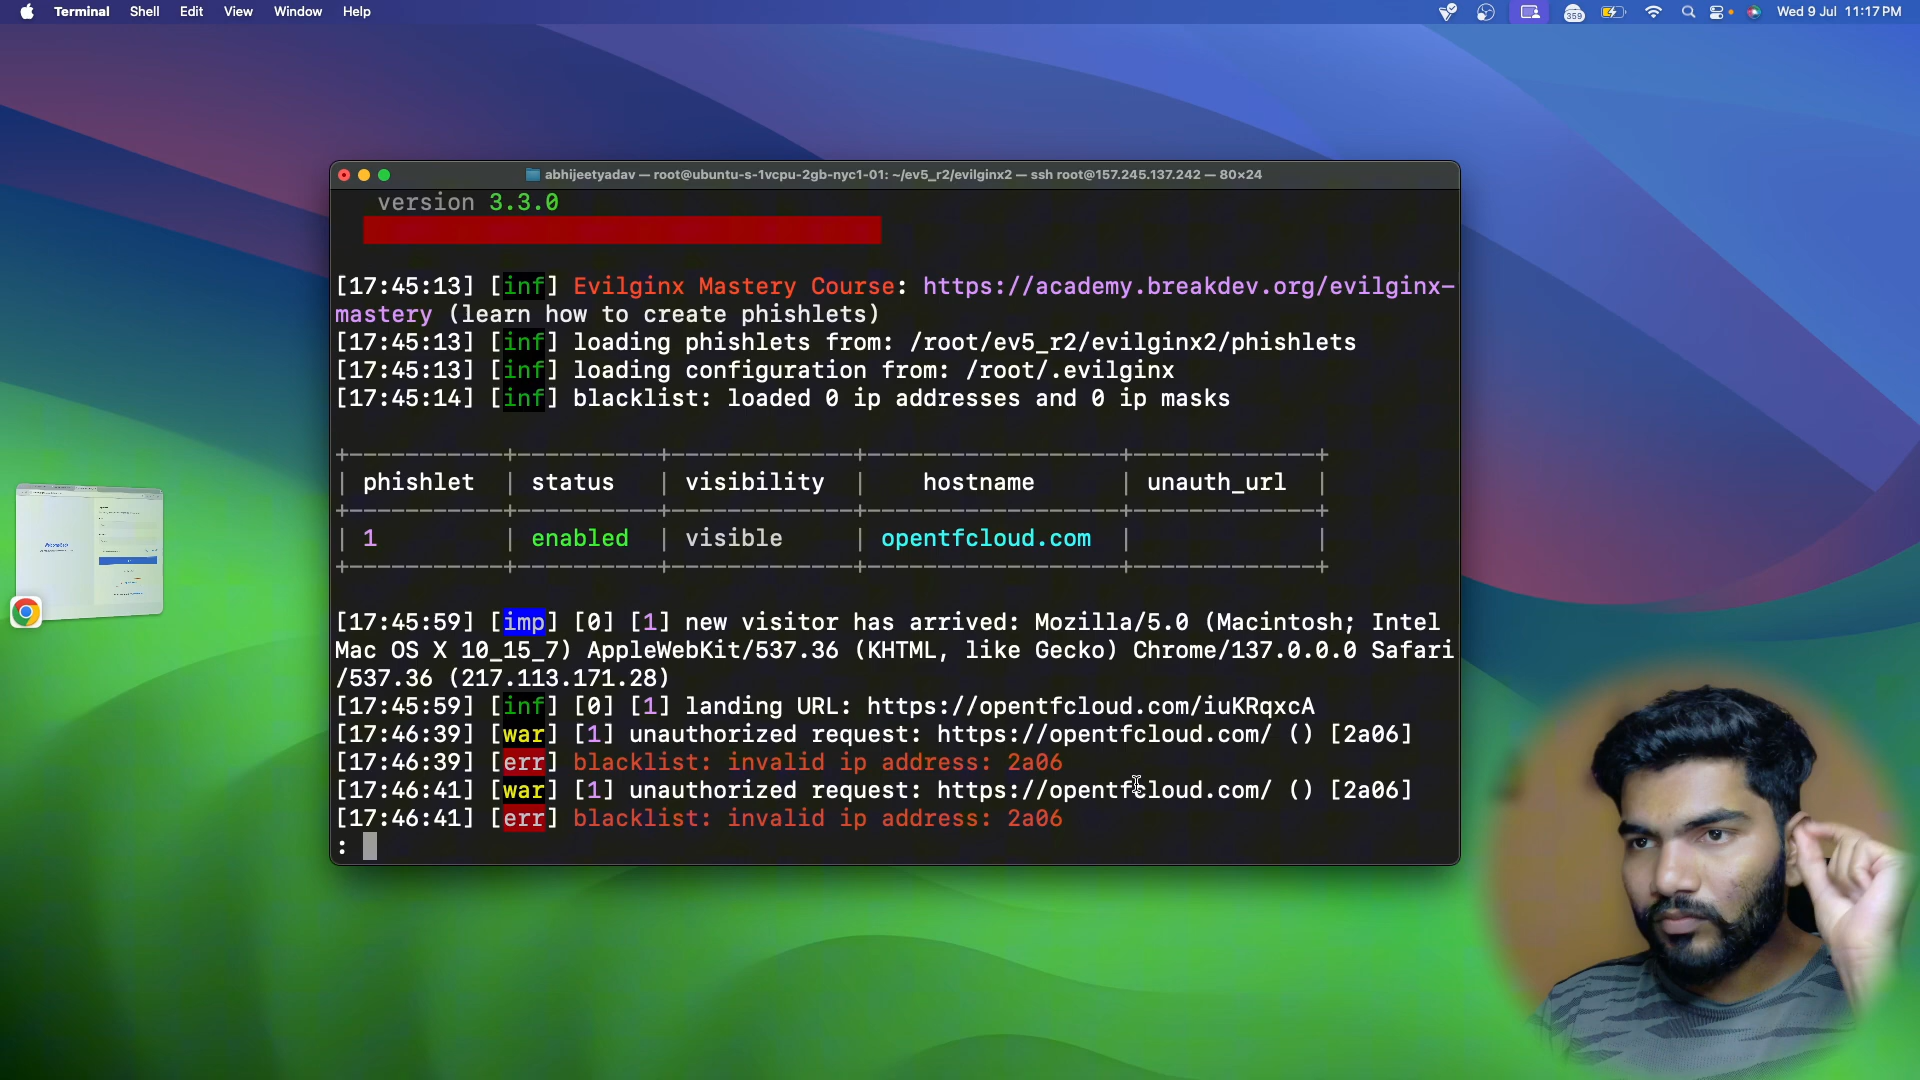 Terminal Shell Edit View Window Help 359 Wed 9 Jul 11:17 PM
abhijeetyadav — root@ubuntu-s-1vcpu-2gb-nyc1-01: ~/ev5_r2/evilginx2 — ssh root@157.245.137.242 — 80×24
version 3.3.0
[17:45:13] [inf] Evilginx Mastery Course: https://academy.breakdev.org/evilginx-
mastery (learn how to create phishlets)
[17:45:13] [inf] loading phishlets from: /root/ev5_r2/evilginx2/phishlets
[17:45:13] [inf] loading configuration from: /root/.evilginx
[17:45:14] [inf] blacklist: loaded 0 ip addresses and 0 ip masks
+-----------+----------+-------------+------------------+-------------+
| phishlet | status | visibility | hostname | unauth_url |
+-----------+----------+-------------+------------------+-------------+
| 1 | enabled | visible | opentfcloud.com | |
+-----------+----------+-------------+------------------+-------------+
[17:45:59] [imp] [0] [1] new visitor has arrived: Mozilla/5.0 (Macintosh; Intel
Mac OS X 10_15_7) AppleWebKit/537.36 (KHTML, like Gecko) Chrome/137.0.0.0 Safari
/537.36 (217.113.171.28)
[17:45:59] [inf] [0] [1] landing URL: https://opentfcloud.com/iuKRqxcA
[17:46:39] [war] [1] unauthorized request: https://opentfcloud.com/ () [2a06]
[17:46:39] [err] blacklist: invalid ip address: 2a06
[17:46:41] [war] [1] unauthorized request: https://opentfcloud.com/ () [2a06]
[17:46:41] [err] blacklist: invalid ip address: 2a06
: